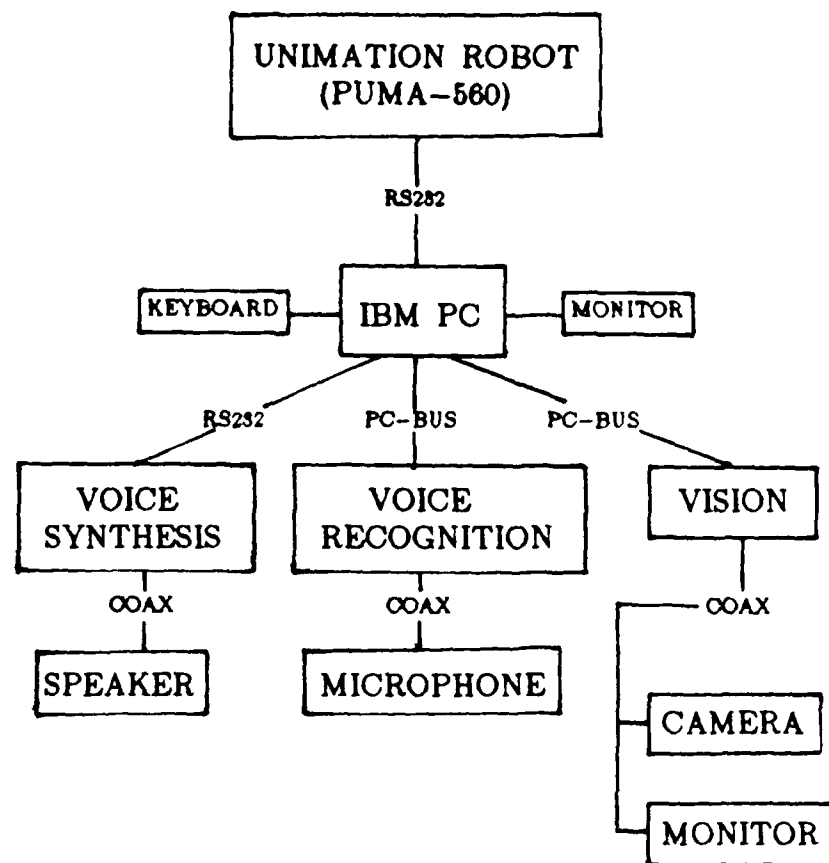 UNIMATION ROBOT
(PUMA-560)
RS232
KEYBOARD
IBM PC
MONITOR
RS232
PC-BUS
PC-BUS
VOICE
SYNTHESIS
VOICE
RECOGNITION
VISION
COAX
COAX
COAX
SPEAKER
MICROPHONE
CAMERA
MONITOR